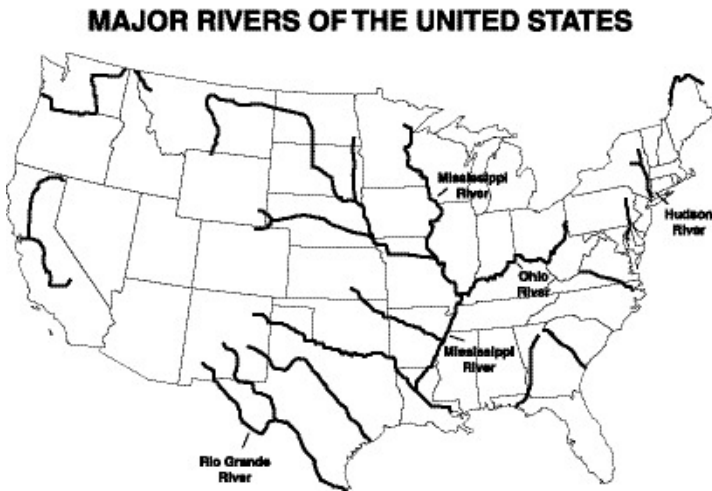 MAJOR RIVERS OF THE UNITED STATES
Mississippi
River
Hudson
River
Ohio
River
Mississippi
River
Rio Grande
River